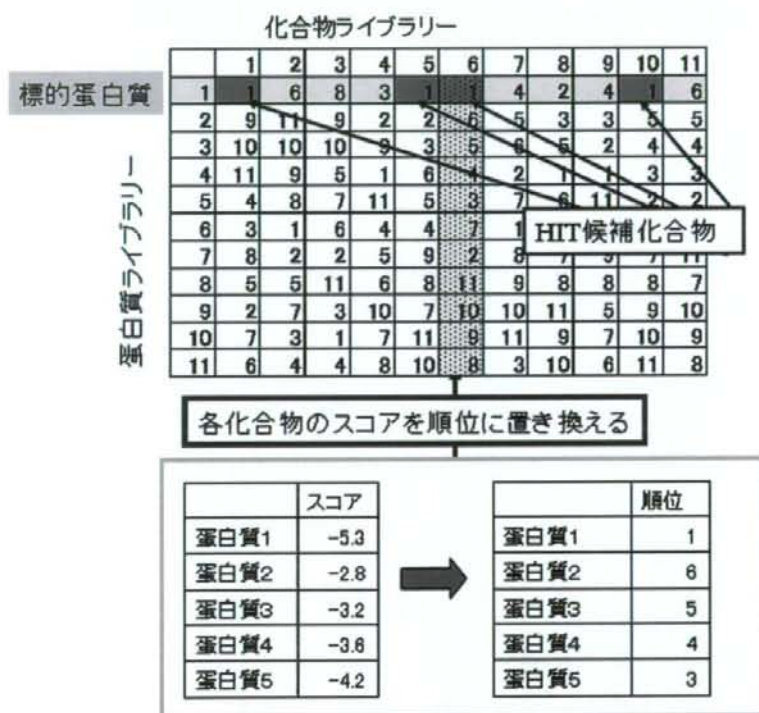 化合物ライブラリー
1 2 3 4 5 6 7 8 9 10 11
標的蛋白質
1 1 6 8 3 1 1 4 2 4 1 6
2 9 11 9 2 2 6 5 3 3 5 5
3 10 10 10 9 3 5 6 5 2 4 4
4 11 9 5 1 6 4 2 1 1 3 3
5 4 8 7 11 5 3 7 6 11 2 2
6 3 1 6 4 4 7 1
HIT候補化合物
7 8 2 2 5 9 2
8 5 5 11 6 8 11 9 8 8 8 7
9 2 7 3 10 7 10 10 11 5 9 10
10 7 3 1 7 11 9 11 9 7 10 9
11 6 4 4 8 10 8 3 10 6 11 8
蛋白質ライブラリー
各化合物のスコアを順位に置き換える
スコア
蛋白質1 -5.3
蛋白質2 -2.8
蛋白質3 -3.2
蛋白質4 -3.6
蛋白質5 -4.2
順位
蛋白質1 1
蛋白質2 6
蛋白質3 5
蛋白質4 4
蛋白質5 3